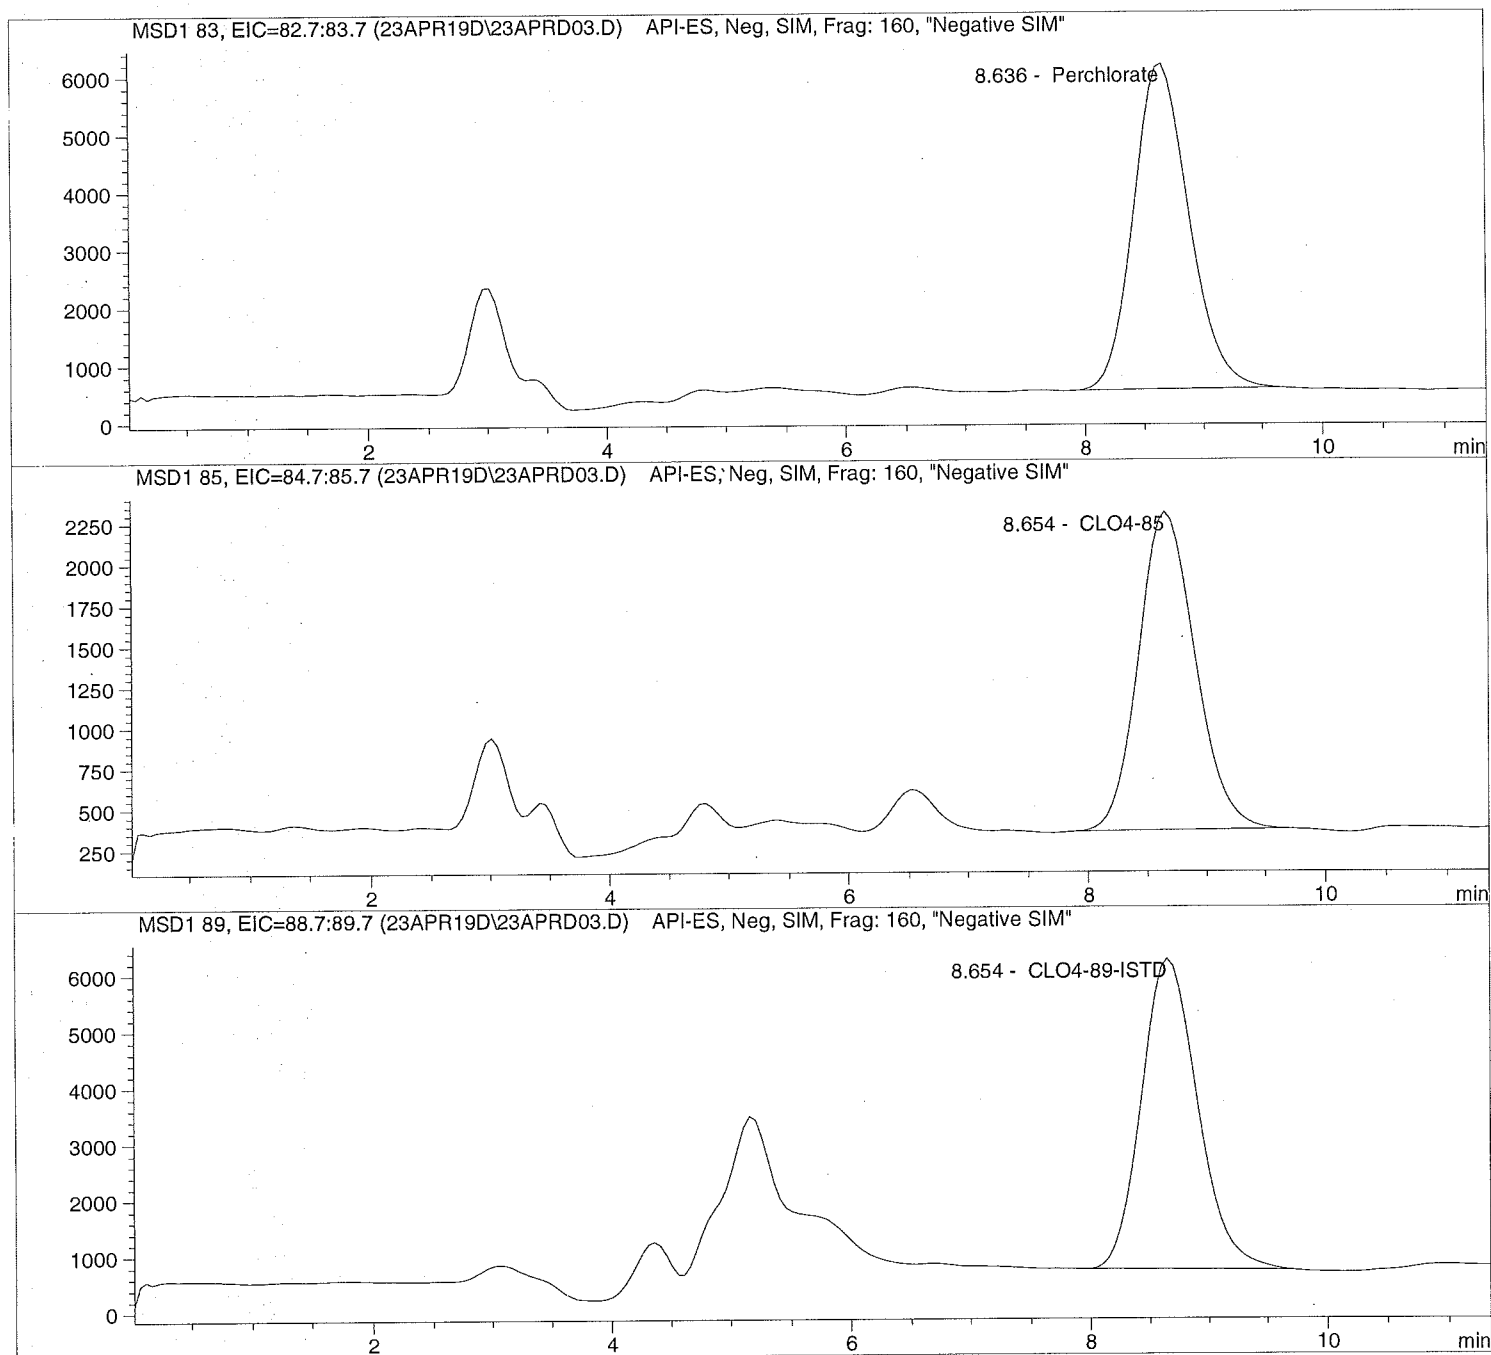 MSD1 83, EIC=82.7:83.7 (23APR19D\23APRD03.D)    API-ES, Neg, SIM, Frag: 160, "Negative SIM"
8.636 -  Perchlorate
6000
5000
4000
3000
2000
1000
0
2 4 6 8 10 min
MSD1 85, EIC=84.7:85.7 (23APR19D\23APRD03.D)    API-ES, Neg, SIM, Frag: 160, "Negative SIM"
8.654 -  CLO4-85
2250
2000
1750
1500
1250
1000
750
500
250
2 4 6 8 10 min
MSD1 89, EIC=88.7:89.7 (23APR19D\23APRD03.D)    API-ES, Neg, SIM, Frag: 160, "Negative SIM"
8.654 -  CLO4-89-ISTD
6000
5000
4000
3000
2000
1000
0
2 4 6 8 10 min